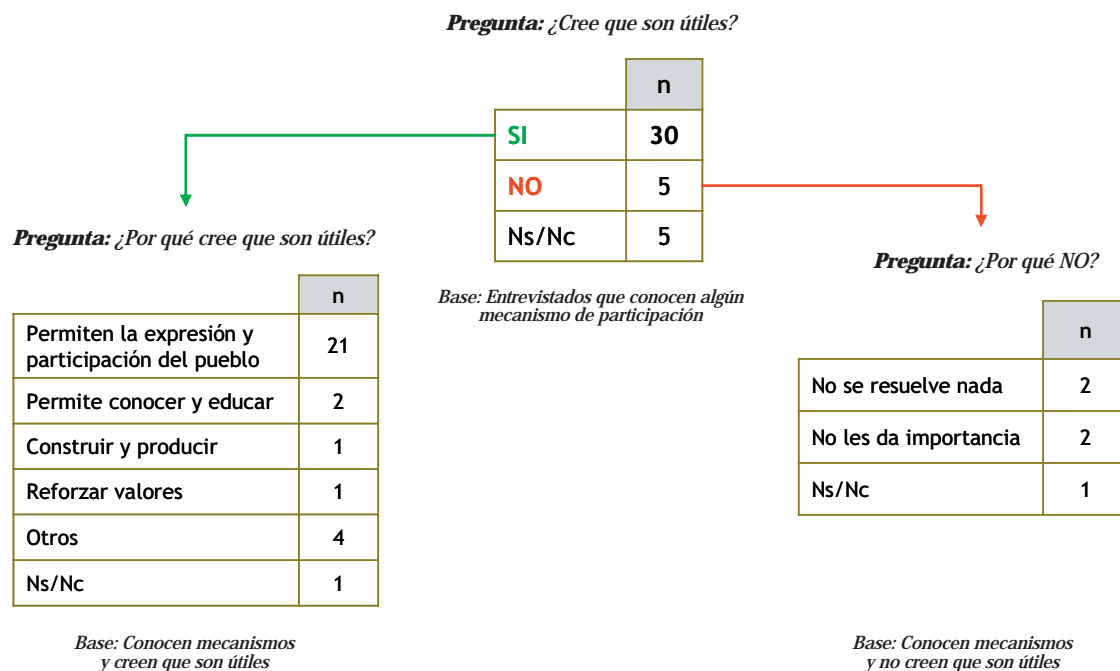 Pregunta: ¿Cree que son útiles?
n
SI 30
NO 5
Ns/Nc 5
Base: Entrevistados que conocen algún
mecanismo de participación
Pregunta: ¿Por qué cree que son útiles?
n
Permiten la expresión y
participación del pueblo 21
Permite conocer y educar 2
Construir y producir 1
Reforzar valores 1
Otros 4
Ns/Nc 1
Base: Conocen mecanismos
y creen que son útiles
Pregunta: ¿Por qué NO?
n
No se resuelve nada 2
No les da importancia 2
Ns/Nc 1
Base: Conocen mecanismos
y no creen que son útiles